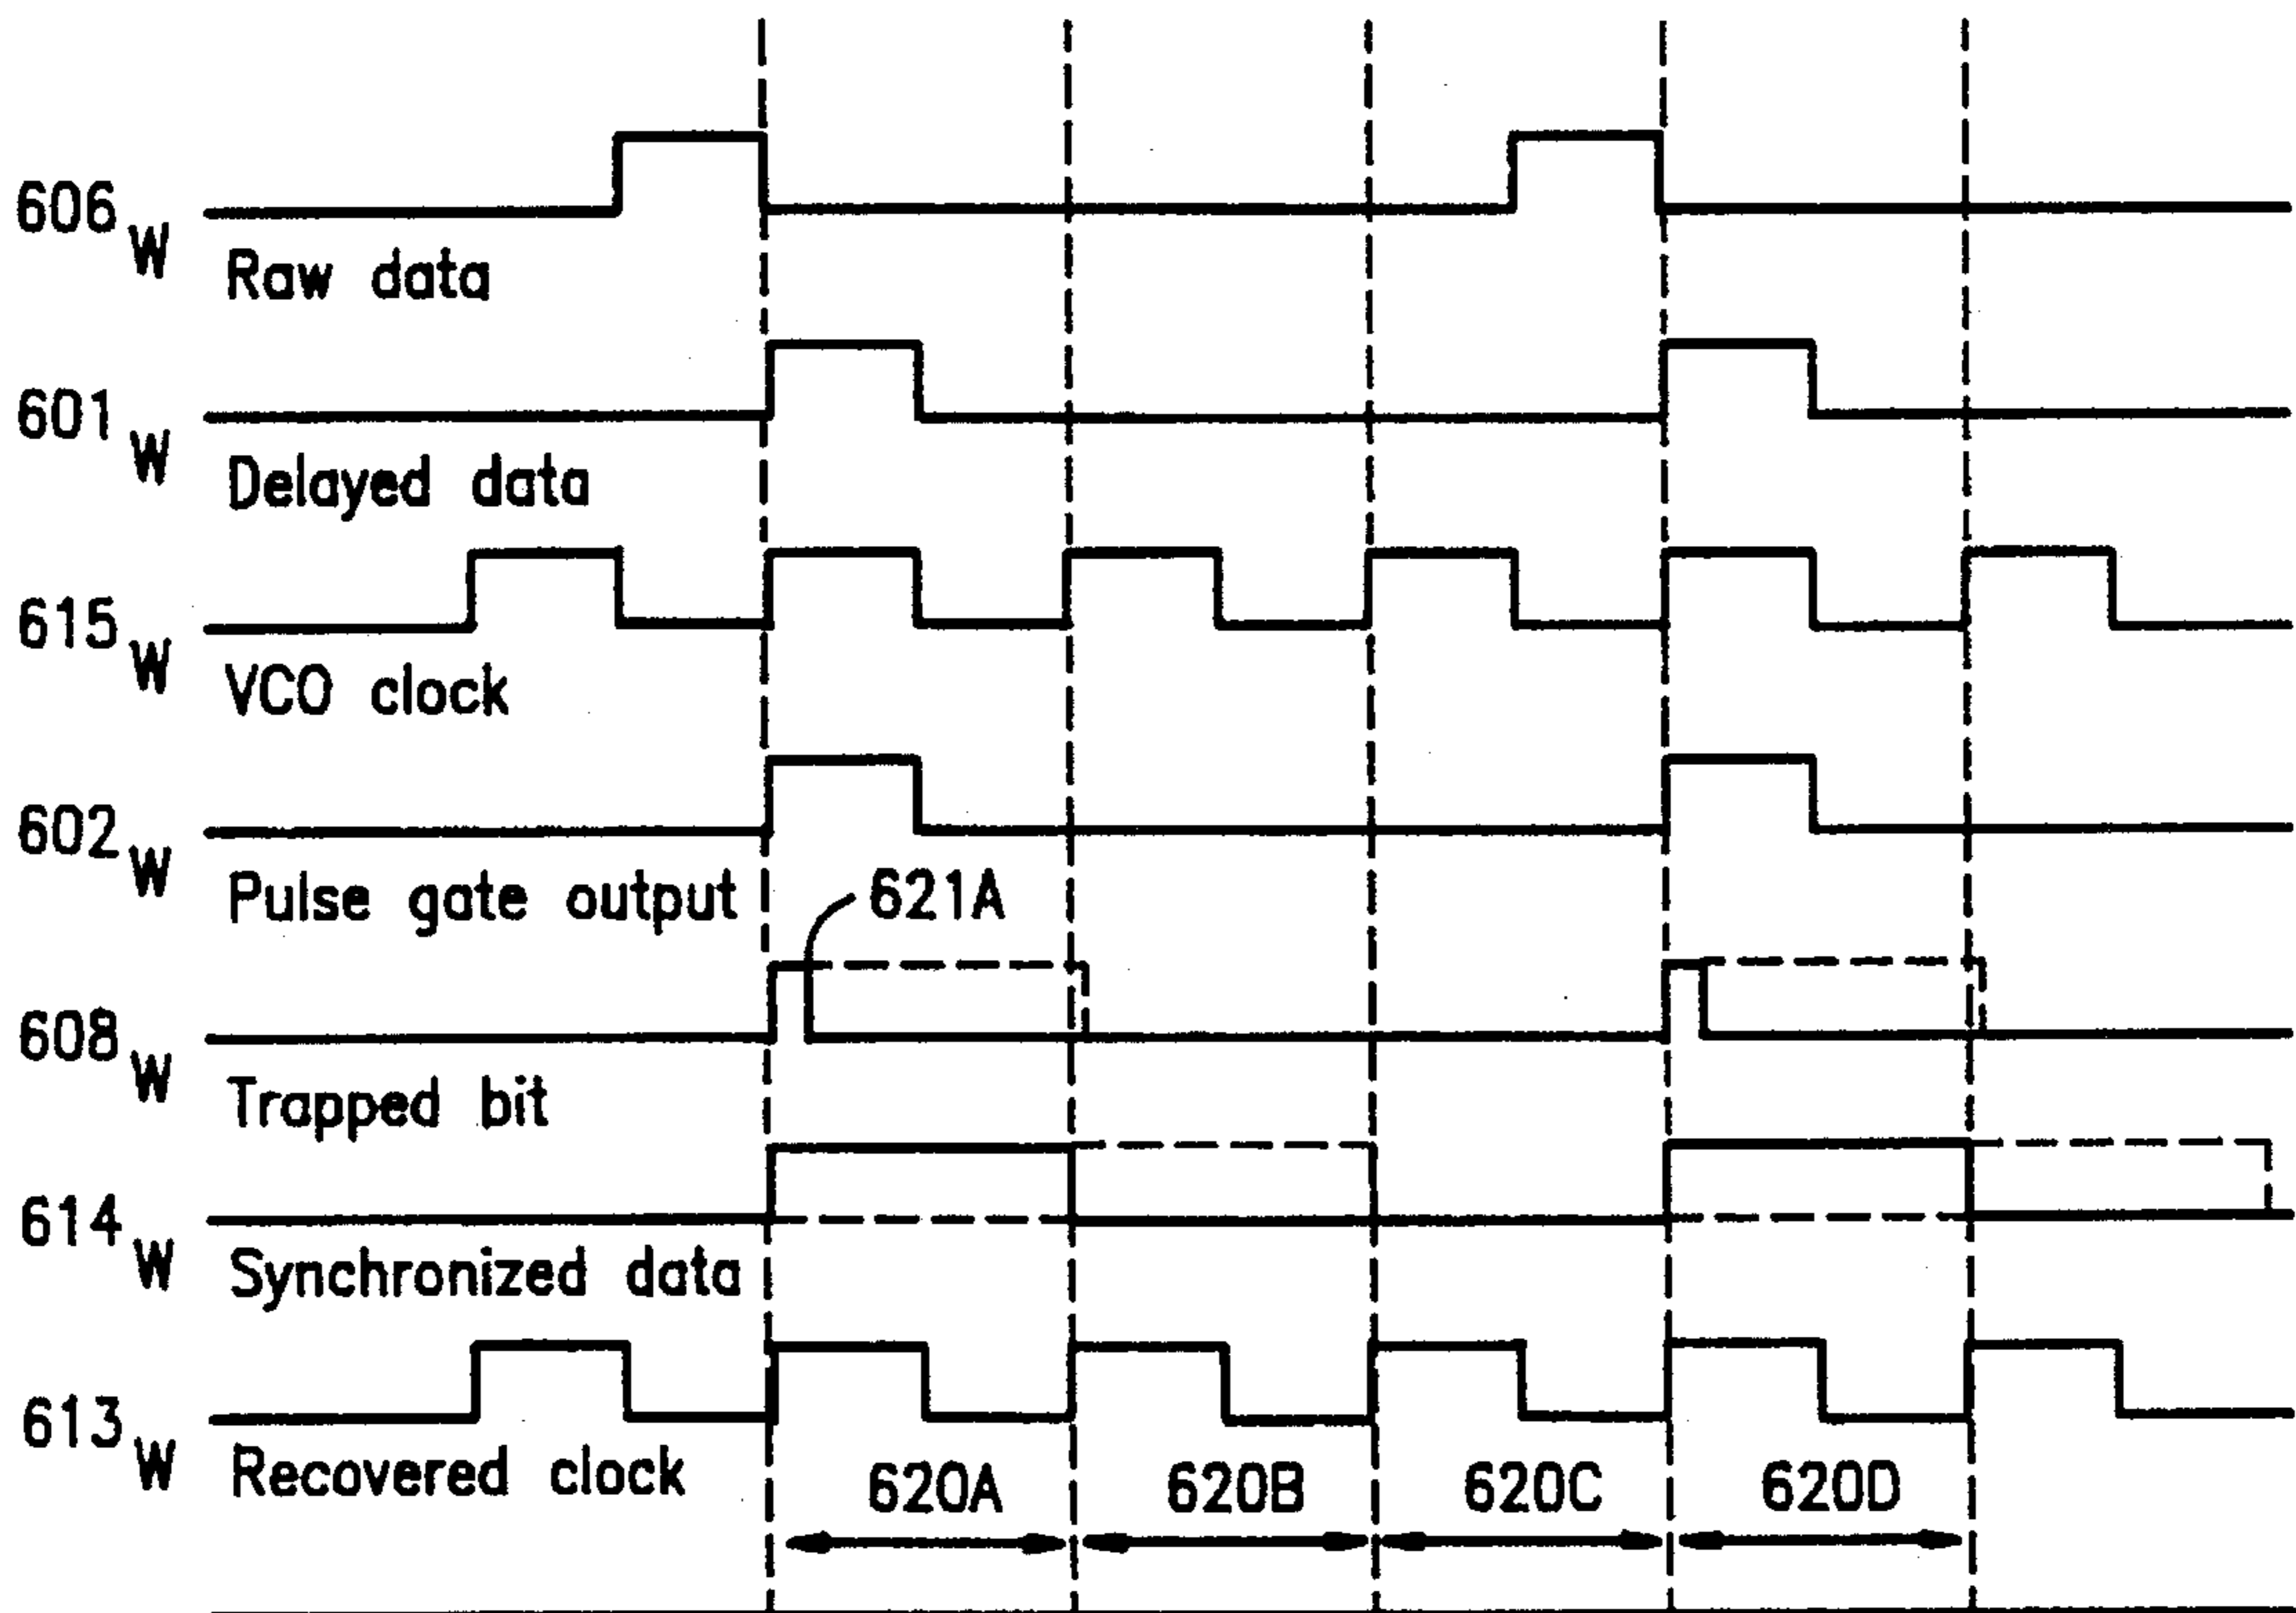 606W
Raw data
601W
Delayed data
615W
VCO clock
602W
Pulse gate output
621A
608W
Trapped bit
614W
Synchronized data
613W
Recovered clock
620A 620B 620C 620D